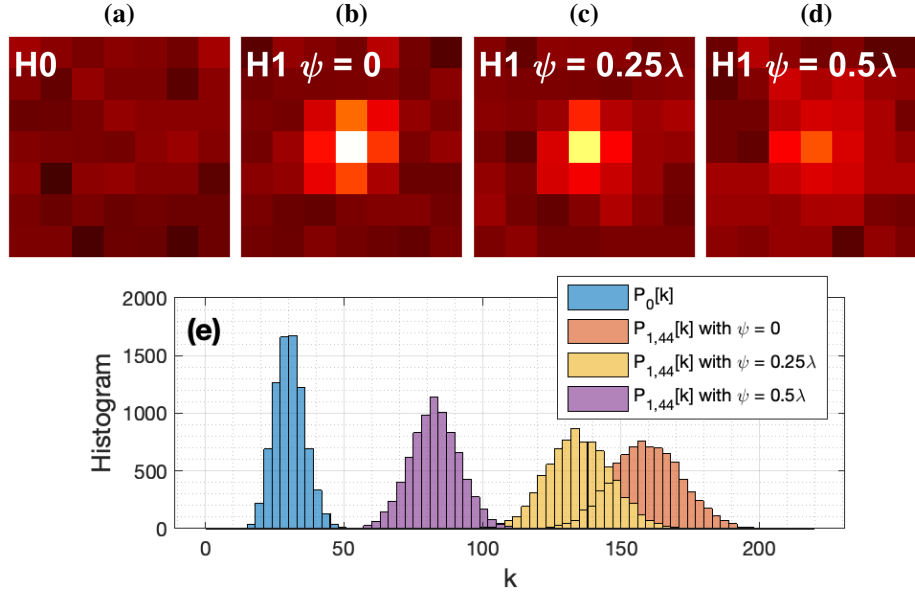 (a) (b) (c) (d)
H0 H1 ψ = 0 H1 ψ = 0.25λ H1 ψ = 0.5λ
(e)
2000
1500
1000
500
0
Histogram
P0[k]
P1,44[k] with ψ = 0
P1,44[k] with ψ = 0.25λ
P1,44[k] with ψ = 0.5λ
0 50 100 150 200
k